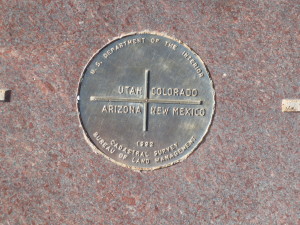 U.S. DEPARTMENT OF THE INTERIOR
UTAH COLORADO
ARIZONA NEW MEXICO
1992
CADASTRAL SURVEY
BUREAU OF LAND MANAGEMENT